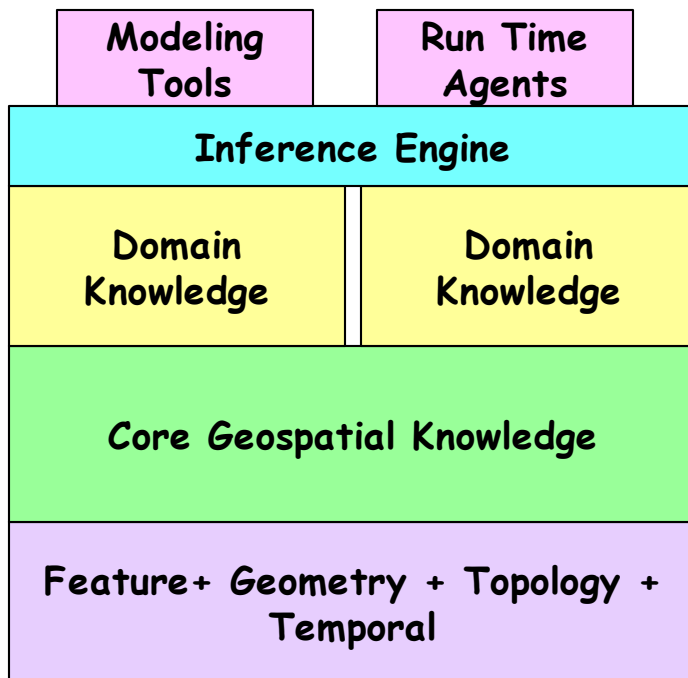 Modeling
Tools
Run Time
Agents
Inference Engine
Domain
Knowledge
Domain
Knowledge
Core Geospatial Knowledge
Feature+ Geometry + Topology +
Temporal